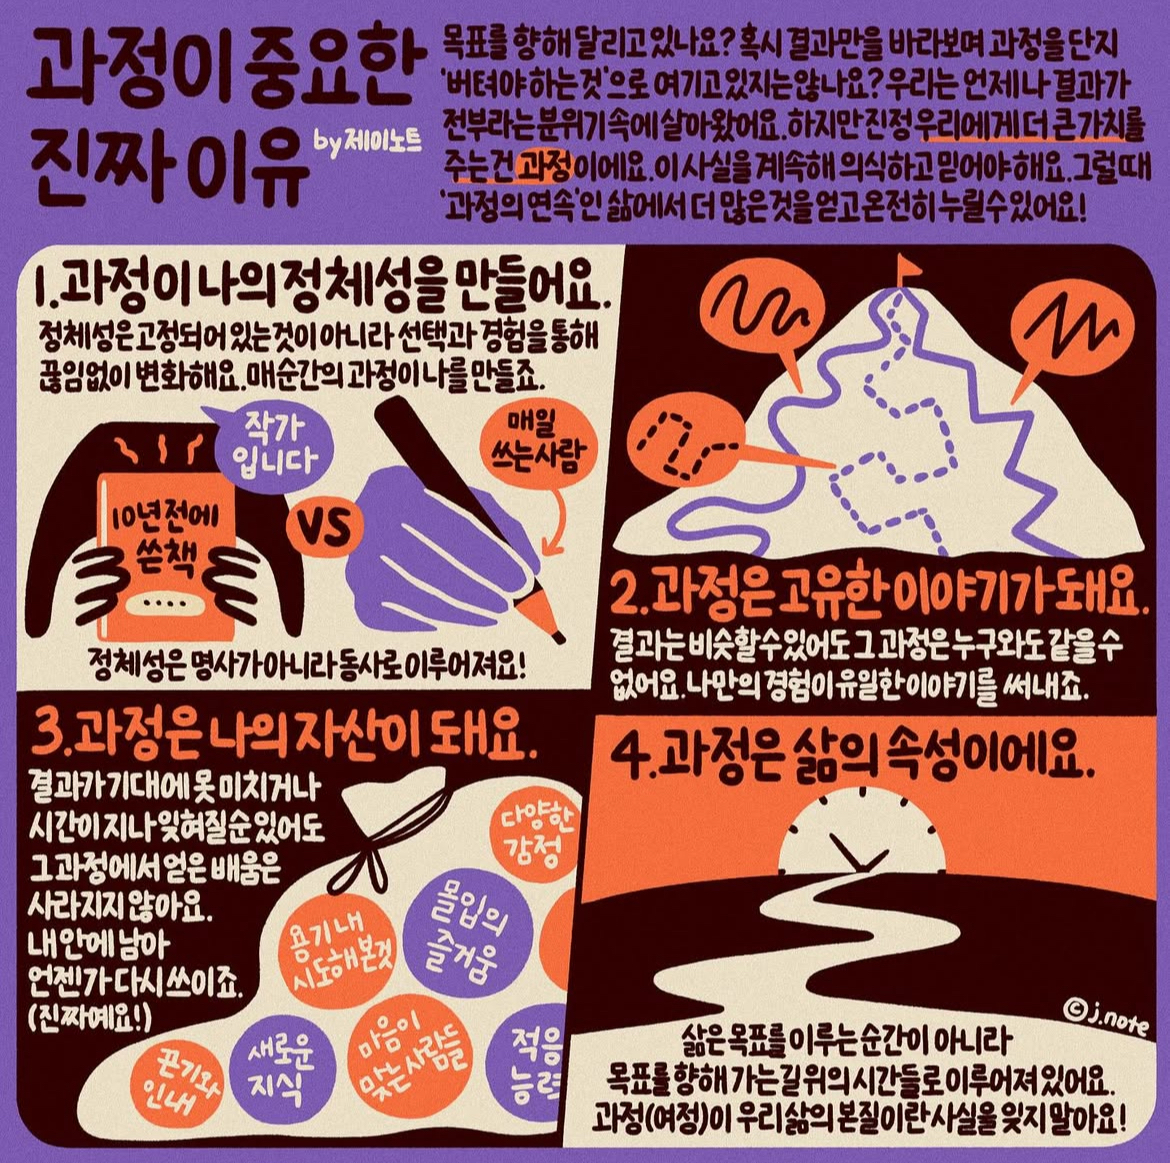 과정이 중요한
진짜 이유
by 제이노트
목표를 향해 달리고 있나요? 혹시 결과만을 바라보며 과정을 단지
'버텨야 하는 것'으로 여기고 있지는 않나요? 우리는 언제나 결과가
전부라는 분위기 속에 살아왔어요. 하지만 진정 우리에게 더 큰 가치를
주는 건 과정이에요. 이 사실을 계속해 의식하고 믿어야 해요. 그럴 때
'과정의 연속'인 삶에서 더 많은 것을 얻고 온전히 누릴 수 있어요!
1. 과정이 나의 정체성을 만들어요.
정체성은 고정되어 있는 것이 아니라 선택과 경험을 통해
끊임없이 변화해요. 매 순간의 과정이 나를 만들죠.
작가
입니다
매일
쓰는 사람
10년 전에
쓴 책
VS
정체성은 명사가 아니라 동사로 이루어져요!
2. 과정은 고유한 이야기가 돼요.
결과는 비슷할 수 있어도 그 과정은 누구와도 같을 수
없어요. 나만의 경험이 유일한 이야기를 써내죠.
3. 과정은 나의 자산이 돼요.
결과가 기대에 못 미치거나
시간이 지나 잊혀질 순 있어도
그 과정에서 얻은 배움은
사라지지 않아요.
내 안에 남아
언젠가 다시 쓰이죠.
(진짜예요!)
다양한
감정
몰입의
즐거움
용기 내
시도해 본 것
끈기와
인내
새로운
지식
마음이
맞는 사람들
적응
능력
4. 과정은 삶의 속성이에요.
©j.note
삶은 목표를 이루는 순간이 아니라
목표를 향해 가는 길 위의 시간들로 이루어져 있어요.
과정(여정)이 우리 삶의 본질이란 사실을 잊지 말아요!